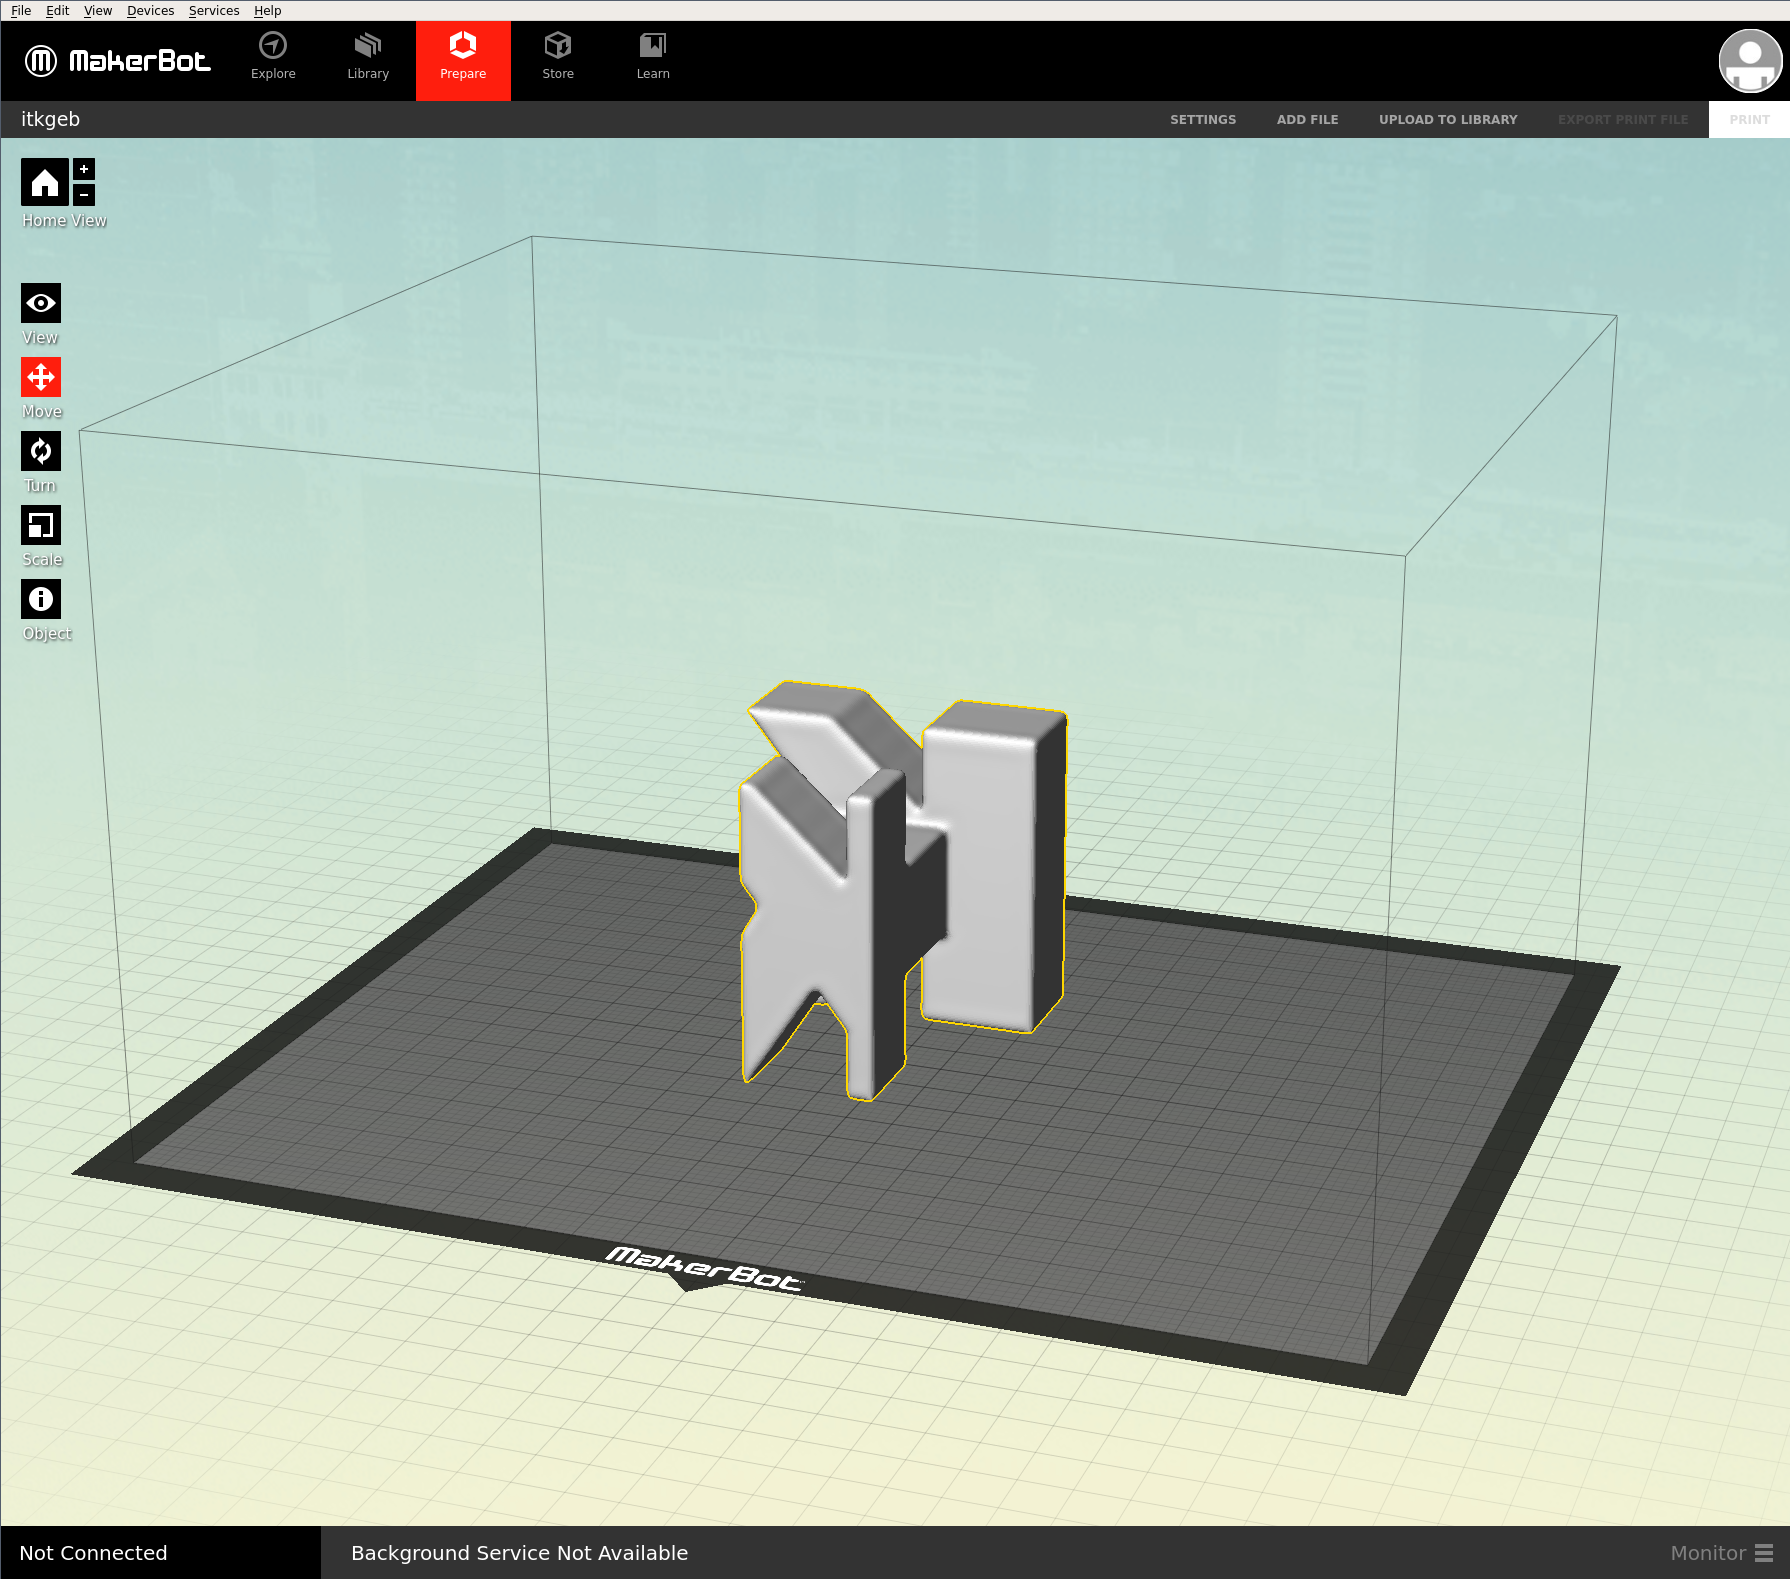 File Edit View Devices Services Help
MakerBot
Explore Library Prepare Store Learn
itkgeb SETTINGS ADD FILE UPLOAD TO LIBRARY EXPORT PRINT FILE PRINT
+
−
Home View
View
Move
Turn
Scale
Object
MakerBot
Not Connected Background Service Not Available Monitor